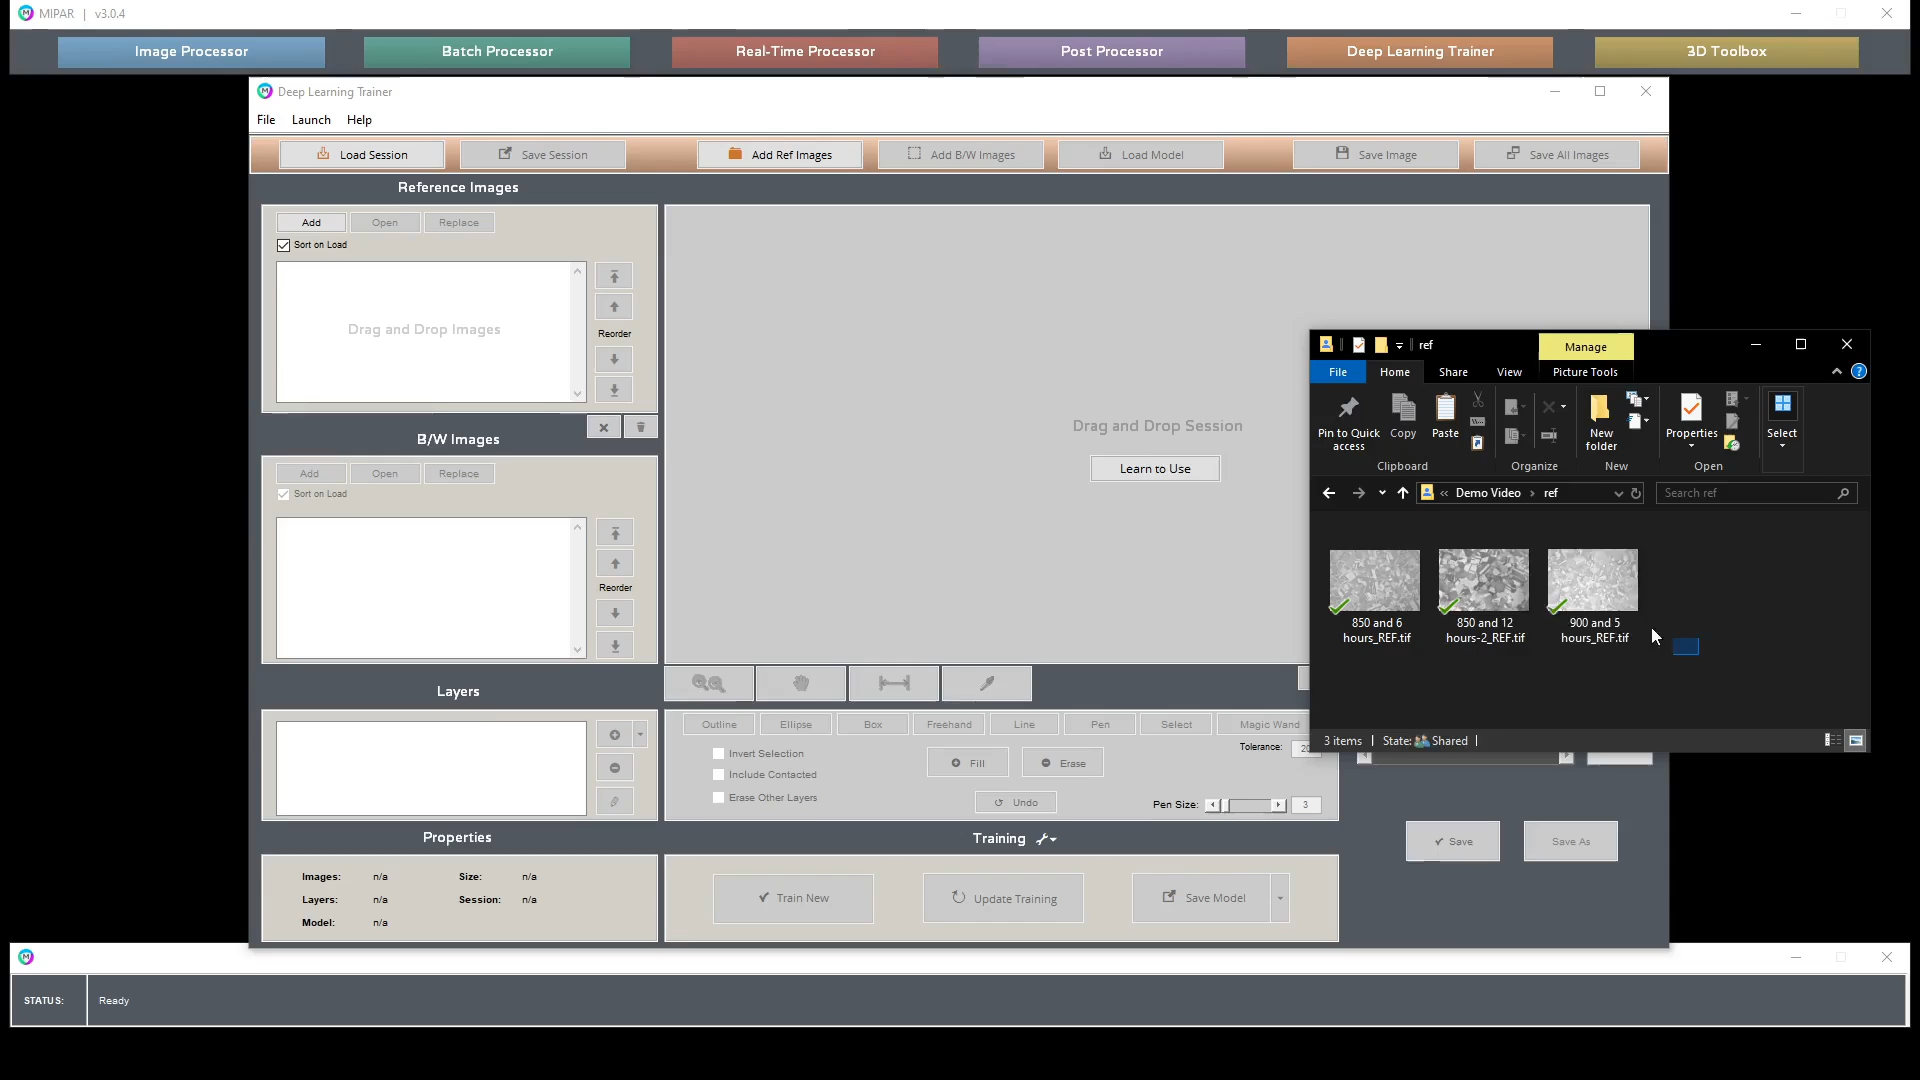 MIPAR | v3.0.4
Image Processor
Batch Processor
Real-Time Processor
Post Processor
Deep Learning Trainer
3D Toolbox
Deep Learning Trainer
File Launch Help
Load Session
Save Session
Add Ref Images
Add B/W Images
Load Model
Save Image
Save All Images
Reference Images
Add
Open
Replace
Sort on Load
Drag and Drop Images
Reorder
B/W Images
Add
Open
Replace
Sort on Load
Reorder
Layers
Properties
Images: n/a Size: n/a
Layers: n/a Session: n/a
Model: n/a
Drag and Drop Session
Learn to Use
Outline
Ellipse
Box
Freehand
Line
Pen
Select
Magic Wand
Invert Selection
Include Contacted
Erase Other Layers
Fill
Erase
Undo
Tolerance: 20
Pen Size: 3
Training
Train New
Update Training
Save Model
Save
Save As
ref
Manage
File Home Share View Picture Tools
Pin to Quick
access
Copy
Paste
New
folder
Properties
Select
Clipboard
Organize
New
Open
« Demo Video › ref
Search ref
850 and 6
hours_REF.tif
850 and 12
hours-2_REF.tif
900 and 5
hours_REF.tif
3 items | State: Shared |
STATUS: Ready